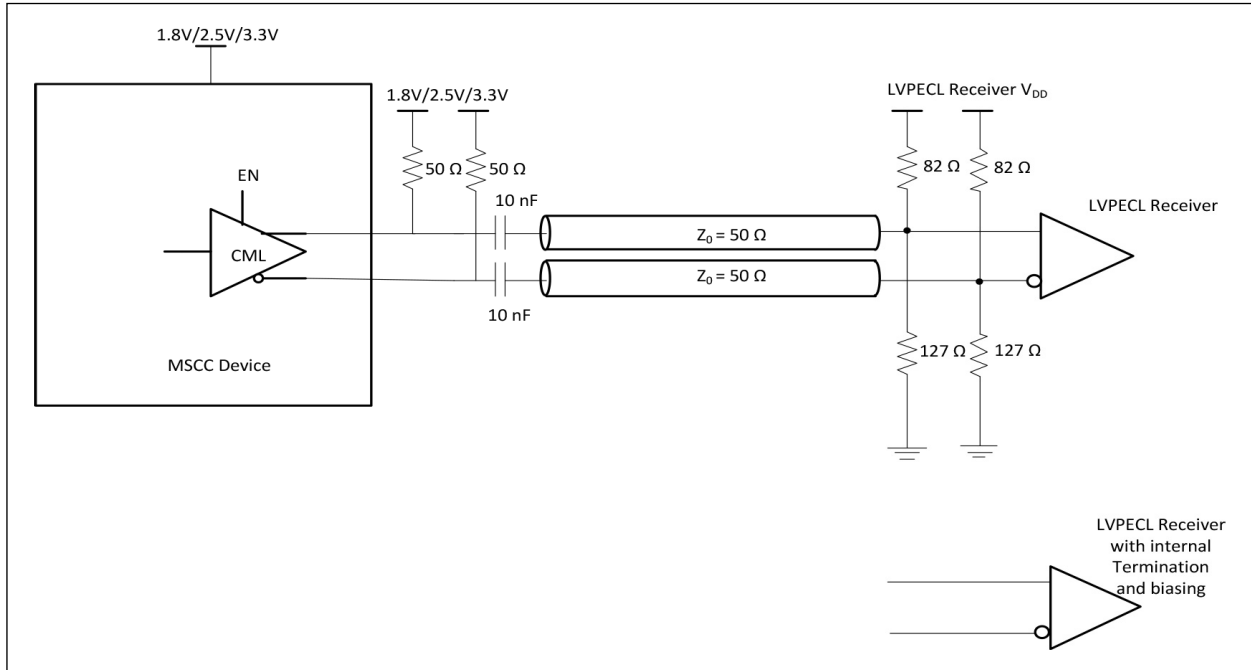 1.8V/2.5V/3.3V
1.8V/2.5V/3.3V
LVPECL Receiver VDD
50 Ω
50 Ω
82 Ω
82 Ω
EN
10 nF
LVPECL Receiver
CML
Z0 = 50 Ω
Z0 = 50 Ω
10 nF
127 Ω
127 Ω
MSCC Device
LVPECL Receiver
with internal
Termination
and biasing